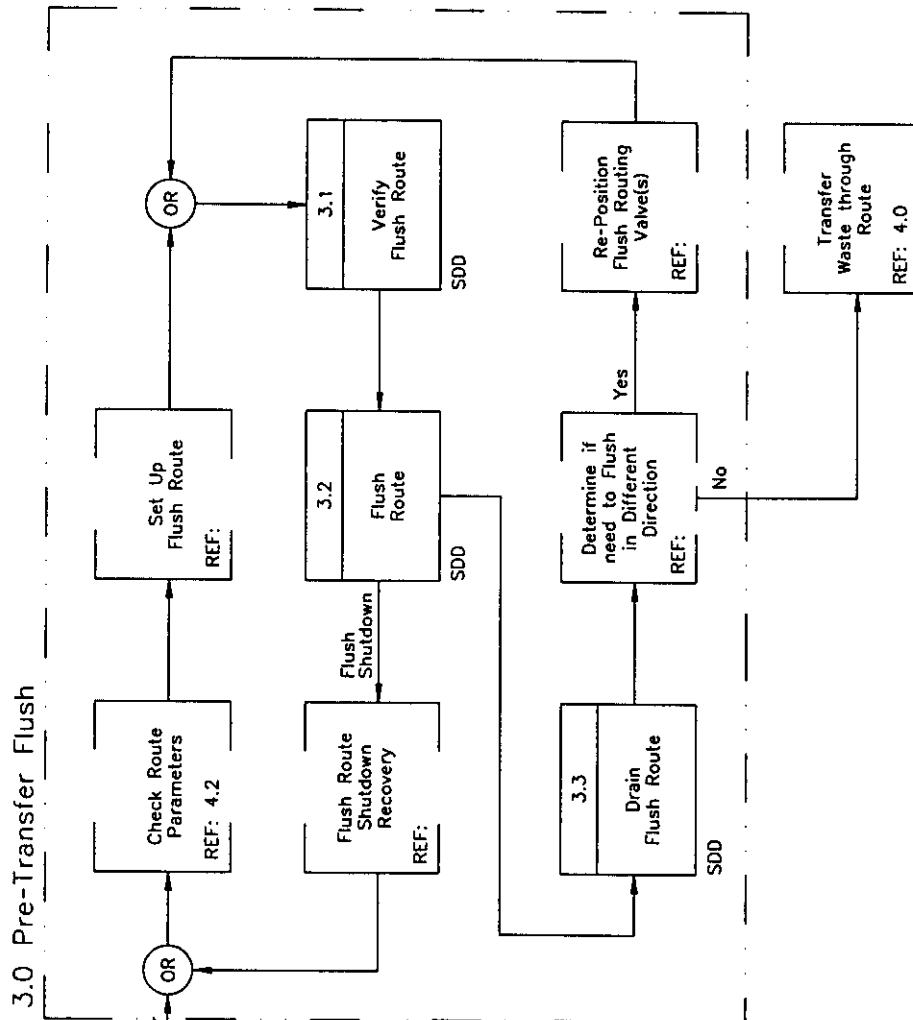 3.0 Pre-Transfer Flush
OR
Check Route
Parameters
REF: 4.2
Set Up
Flush Route
REF:
OR
3.1
Verify
Flush Route
SDD
3.2
Flush
Route
SDD
Flush
Shutdown
Flush Route
Shutdown
Recovery
REF:
3.3
Drain
Flush Route
SDD
Determine if
need to Flush
in Different
Direction
REF:
Yes
No
Re-Position
Flush Routing
Valve(s)
REF:
Transfer
Waste through
Route
REF: 4.0